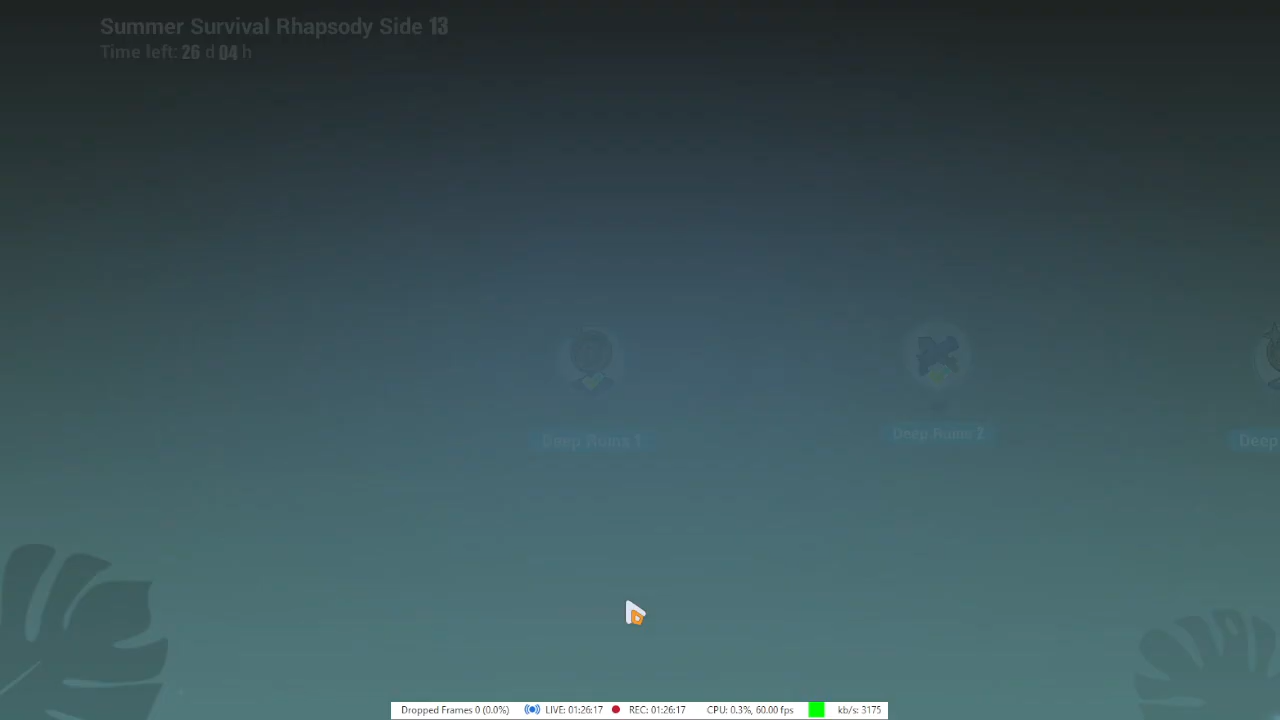 Summer Survival Rhapsody Side 13
Time left: 26 d 04 h
Deep Ruins 1
Deep Ruins 2
Deep
Dropped Frames 0 (0.0%) LIVE: 01:26:17 REC: 01:26:17 CPU: 0.3%, 60.00 fps kb/s: 3175